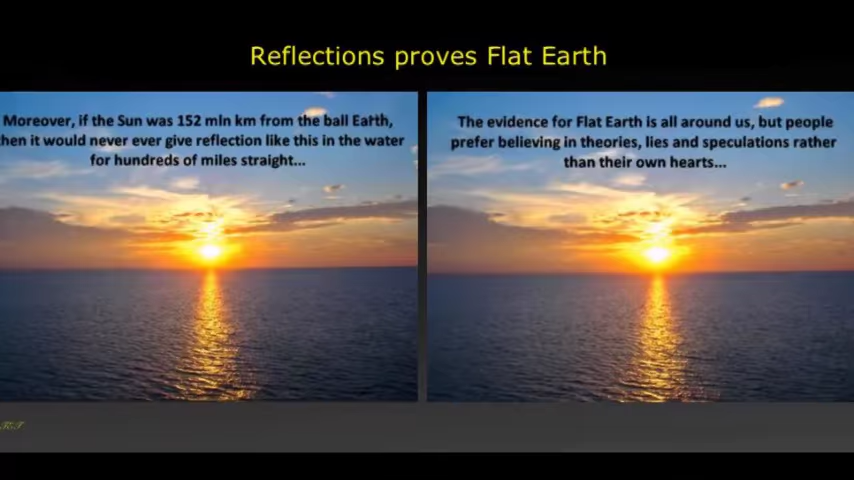 Reflections proves Flat Earth
Moreover, if the Sun was 152 mln km from the ball Earth,
then it would never ever give reflection like this in the water
for hundreds of miles straight...
The evidence for Flat Earth is all around us, but people
prefer believing in theories, lies and speculations rather
than their own hearts...